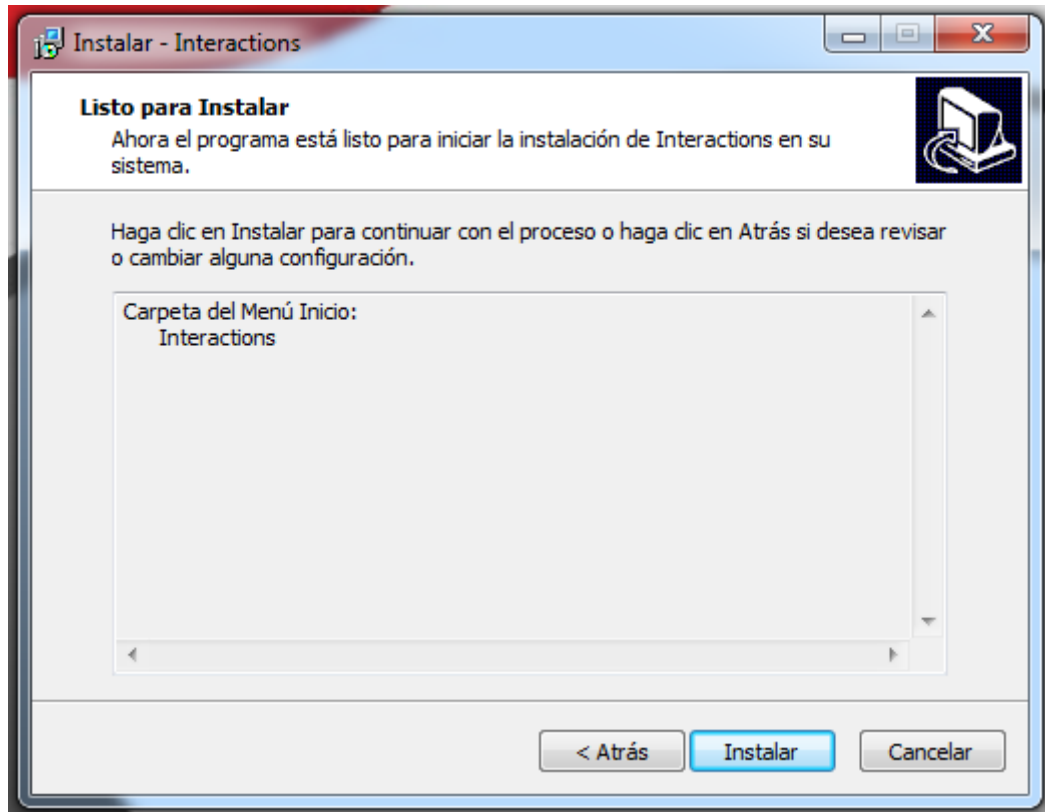 Instalar - Interactions
Listo para Instalar
Ahora el programa está listo para iniciar la instalación de Interactions en su
sistema.
Haga clic en Instalar para continuar con el proceso o haga clic en Atrás si desea revisar
o cambiar alguna configuración.
Carpeta del Menú Inicio:
Interactions
< Atrás
Instalar
Cancelar